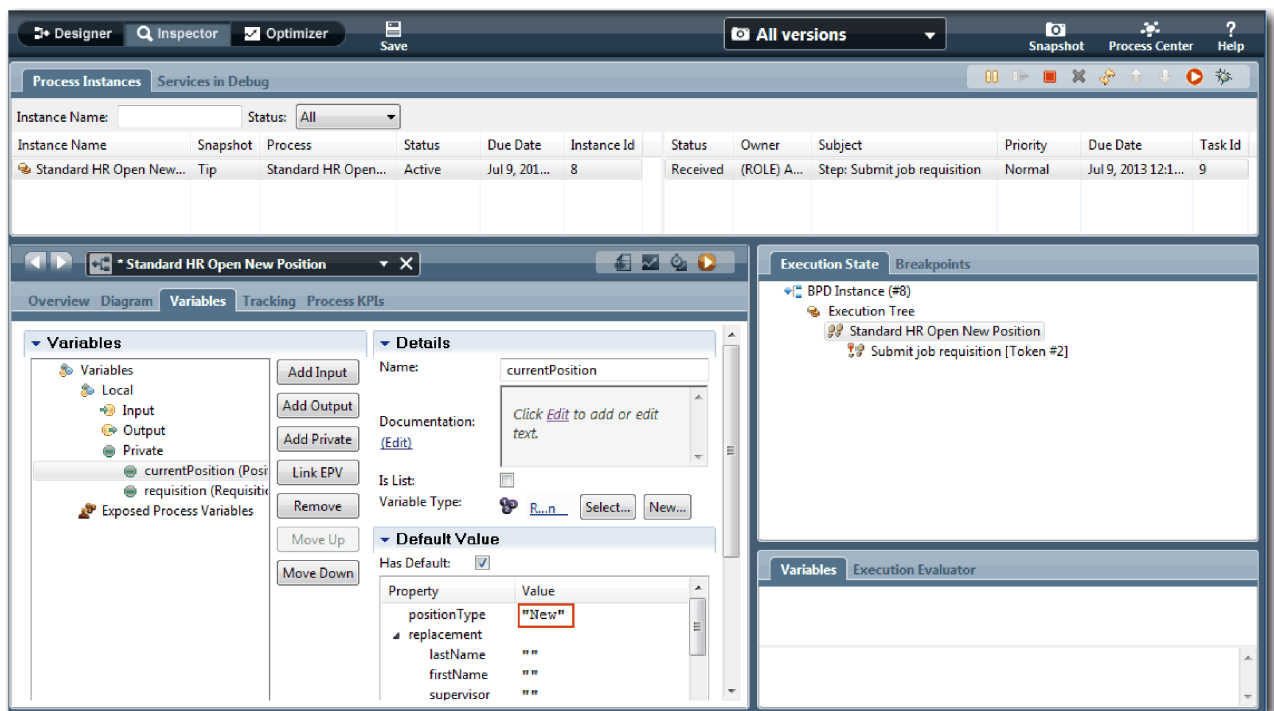 Designer Inspector Optimizer Save All versions Snapshot Process Center ? Help
Process Instances Services in Debug
Instance Name: Status: All
Instance Name Snapshot Process Status Due Date Instance Id Status Owner Subject Priority Due Date Task Id
Standard HR Open New... Tip Standard HR Open... Active Jul 9, 201... 8 Received (ROLE) A... Step: Submit job requisition Normal Jul 9, 2013 12:1... 9
* Standard HR Open New Position
Overview Diagram Variables Tracking Process KPIs
Variables
Variables
Local
Input
Output
Private
currentPosition (Posit
requisition (Requisitio
Exposed Process Variables
Add Input
Add Output
Add Private
Link EPV
Remove
Move Up
Move Down
Details
Name: currentPosition
Documentation:
(Edit)
Click Edit to add or edit
text.
Is List:
Variable Type: R...n Select... New...
Default Value
Has Default:
Property Value
positionType "New"
replacement
lastName ""
firstName ""
supervisor ""
Execution State Breakpoints
BPD Instance (#8)
Execution Tree
Standard HR Open New Position
Submit job requisition [Token #2]
Variables Execution Evaluator